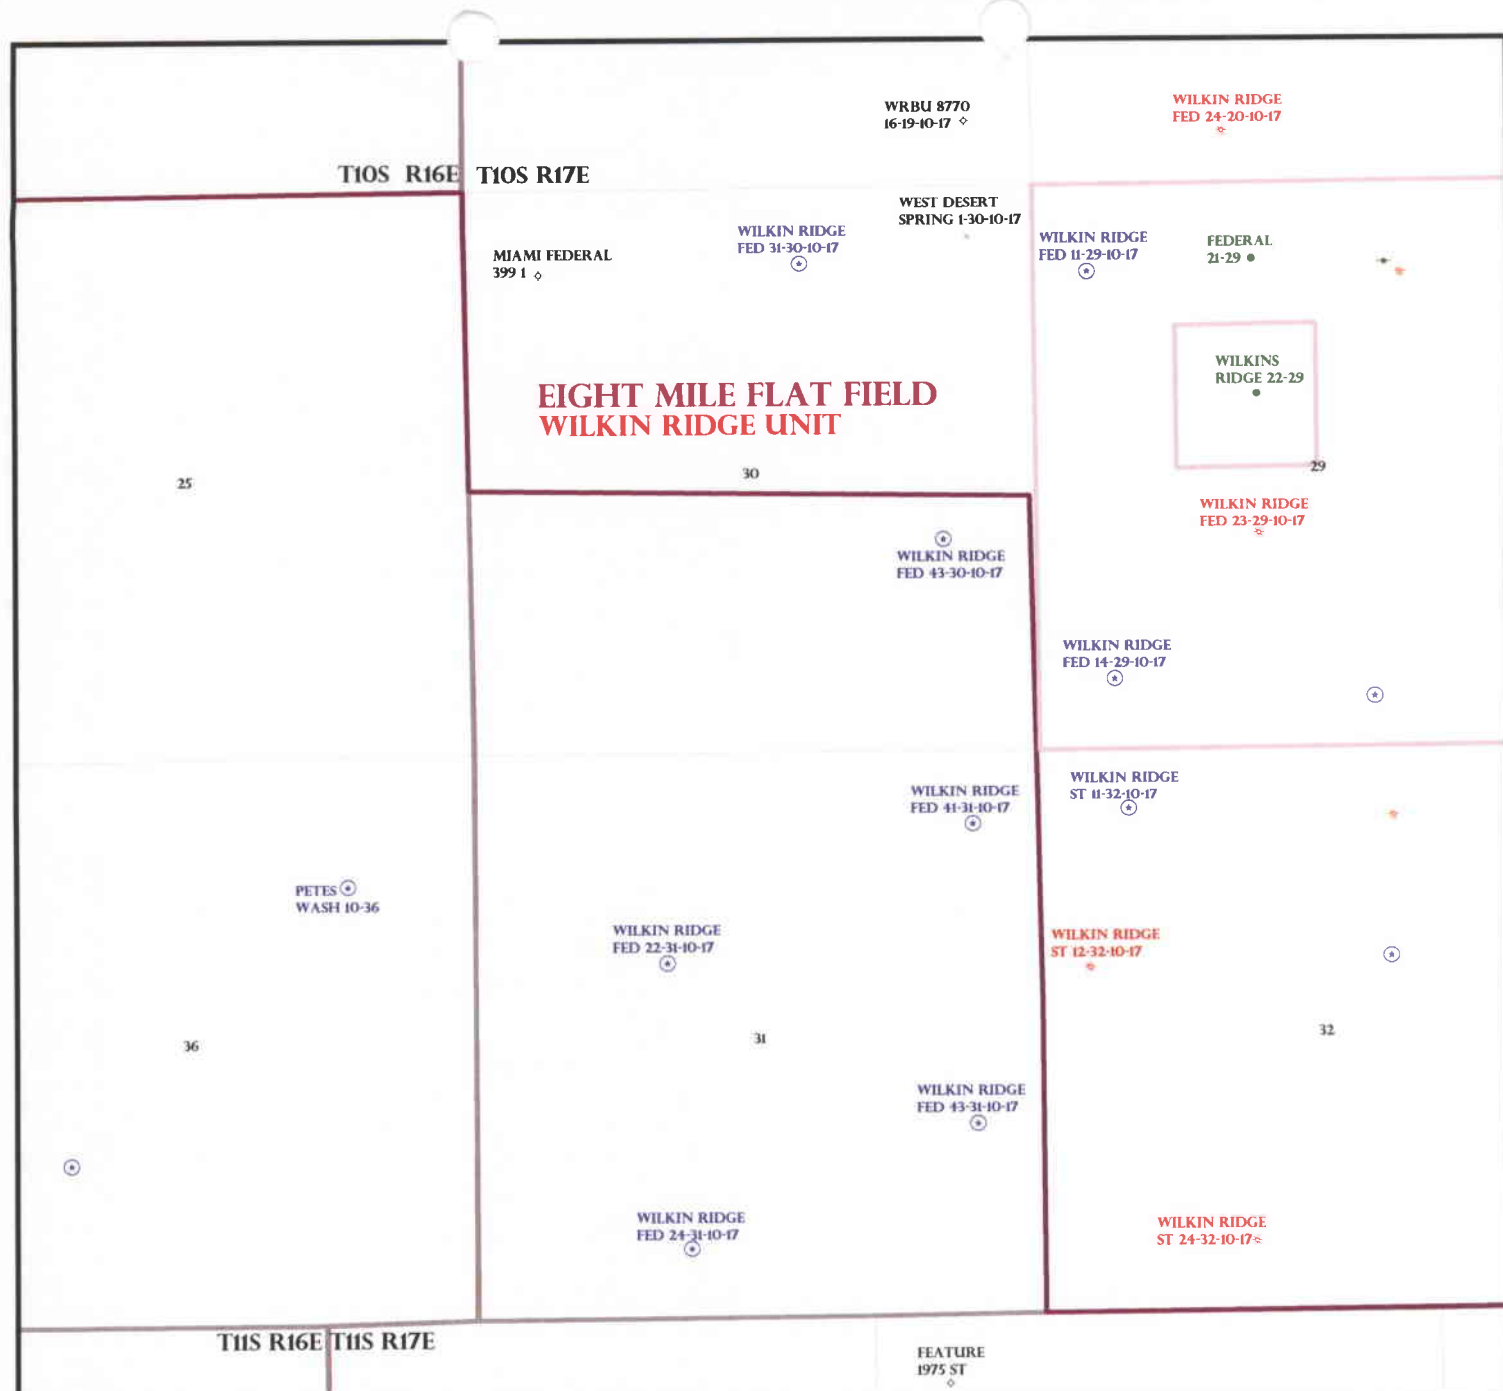 WRBU 8770
16-19-10-17
WILKIN RIDGE
FED 24-20-10-17
T10S R16E
T10S R17E
WEST DESERT
SPRING 1-30-10-17
MIAMI FEDERAL
399 1
WILKIN RIDGE
FED 31-30-10-17
WILKIN RIDGE
FED 11-29-10-17
FEDERAL
21-29
WILKINS
RIDGE 22-29
EIGHT MILE FLAT FIELD
WILKIN RIDGE UNIT
25
30
29
WILKIN RIDGE
FED 23-29-10-17
WILKIN RIDGE
FED 43-30-10-17
WILKIN RIDGE
FED 14-29-10-17
WILKIN RIDGE
FED 41-31-10-17
WILKIN RIDGE
ST 11-32-10-17
PETES
WASH 10-36
WILKIN RIDGE
FED 22-31-10-17
WILKIN RIDGE
ST 12-32-10-17
36
31
32
WILKIN RIDGE
FED 43-31-10-17
WILKIN RIDGE
FED 24-31-10-17
WILKIN RIDGE
ST 24-32-10-17
T11S R16E
T11S R17E
FEATURE
1975 ST